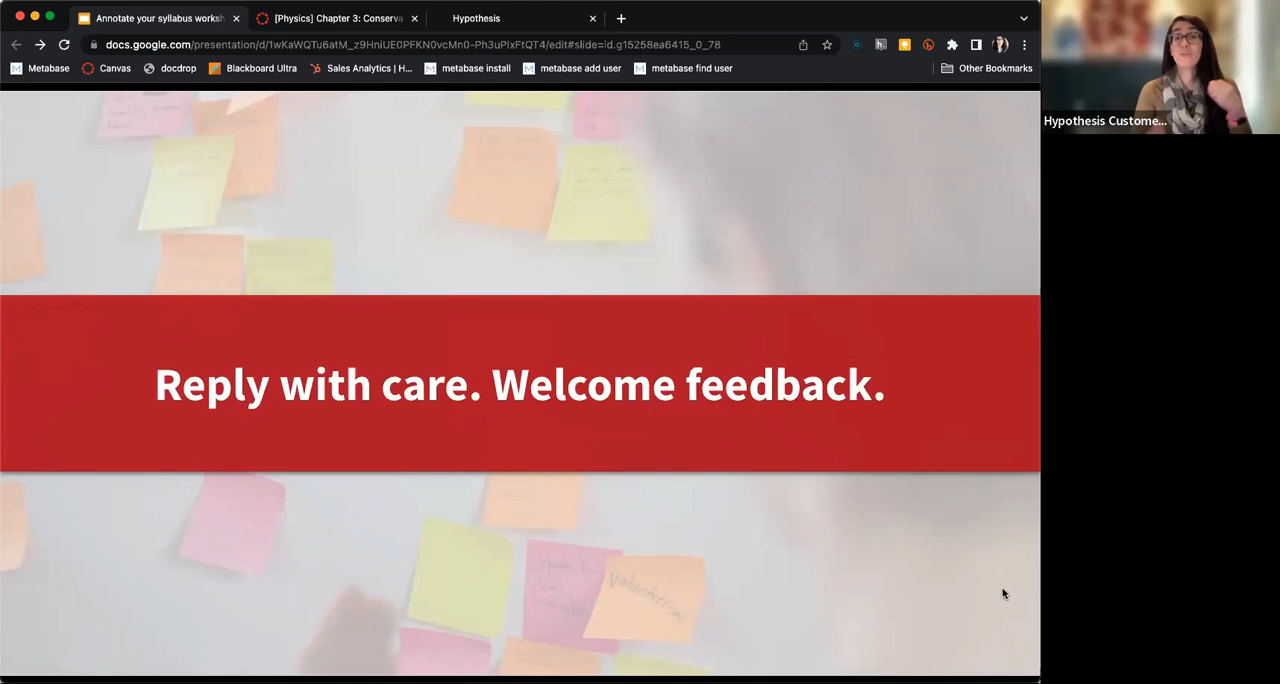 Annotate your syllabus worksh
[Physics] Chapter 3: Conserva
Hypothesis
docs.google.com/presentation/d/1wKaWQTu6atM_z9HniUE0PFKN0vcMn0-Ph3uPlxFtQT4/edit#slide=id.g15258ea6415_0_78
Metabase
Canvas
docdrop
Blackboard Ultra
Sales Analytics | H...
metabase install
metabase add user
metabase find user
Other Bookmarks
Hypothesis Custome...
Reply with care. Welcome feedback.